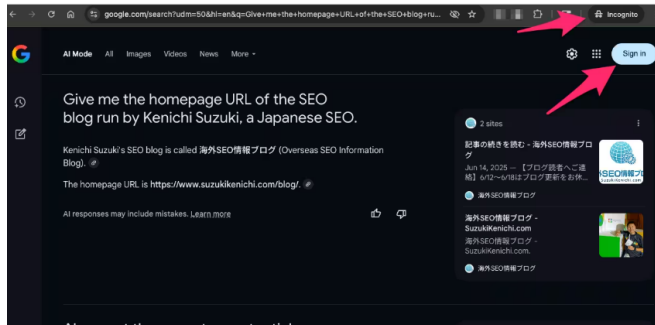 google.com/search?udm=50&hl=en&q=Give+me+the+homepage+URL+of+the+SEO+blog+ru...
Incognito
AI Mode All Images Videos News More
Sign in
Give me the homepage URL of the SEO
blog run by Kenichi Suzuki, a Japanese SEO.
Kenichi Suzuki's SEO blog is called 海外SEO情報ブログ (Overseas SEO Information
Blog).
The homepage URL is https://www.suzukikenichi.com/blog/.
AI responses may include mistakes. Learn more
2 sites
記事の続きを読む - 海外SEO情報ブロ
グ
Jun 14, 2025 — 【ブログ読者へご連
絡】6/12~6/18はブログ更新をお休...
海外SEO情報ブログ
海外SEO情報ブログ -
SuzukiKenichi.com
海外SEO情報ブログ -
SuzukiKenichi.com.
海外SEO情報ブログ